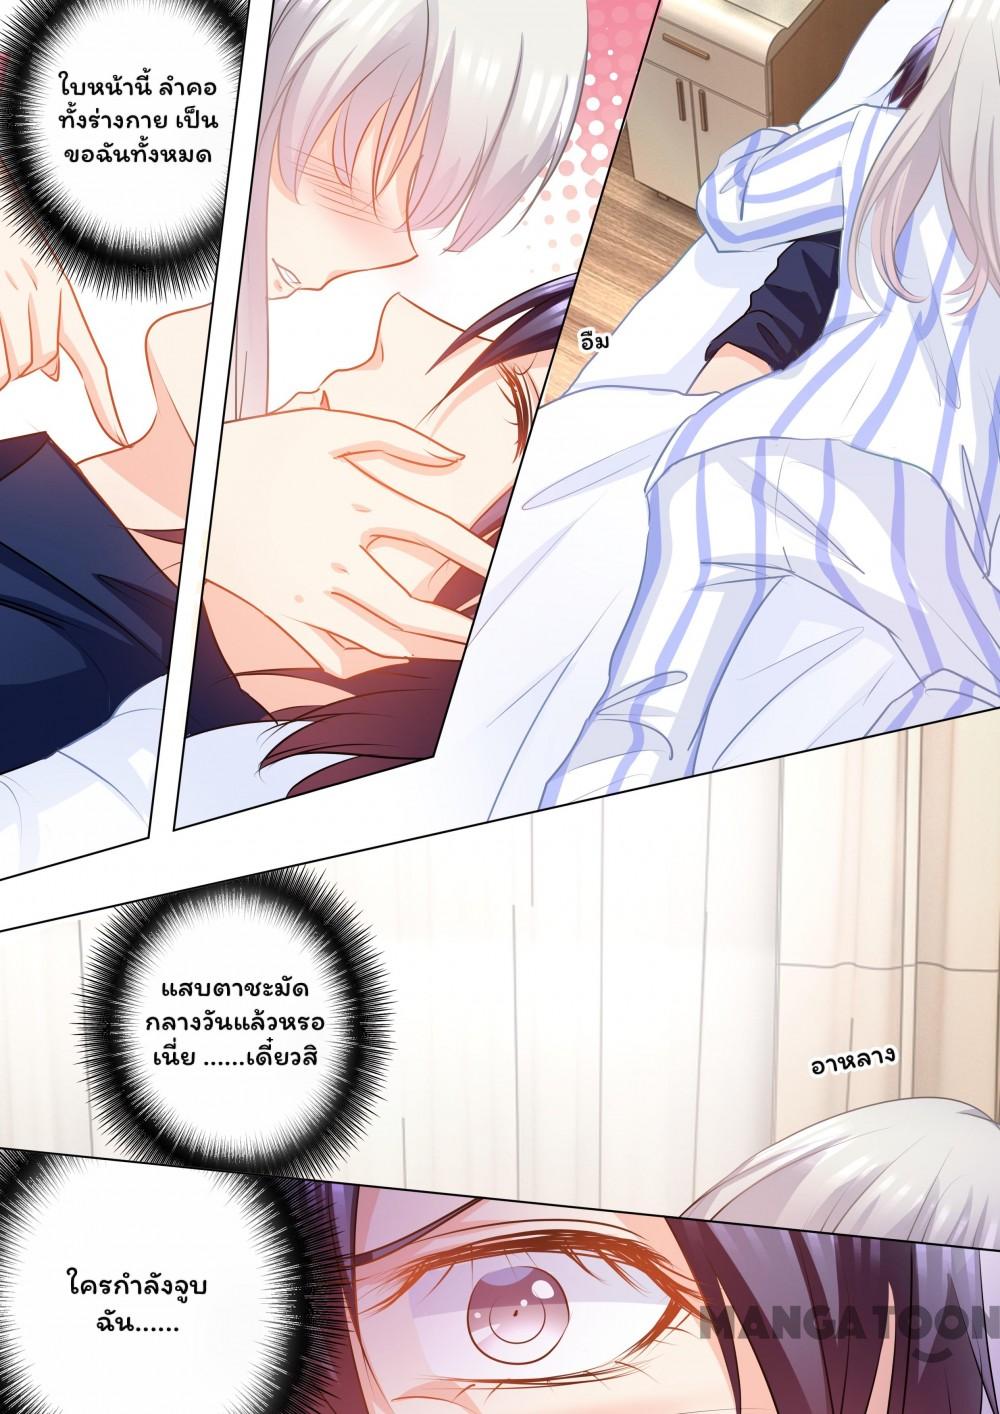 ใบหน้านี้ ลำคอ
ทั้งร่างกาย เป็น
ของฉันทั้งหมด
อืม
แสบตาชะมัด
กลางวันแล้วหรอ
เนี่ย ......เดี๋ยวสิ
อาหลาง
ใครกำลังจูบ
ฉัน......
MANGATOON